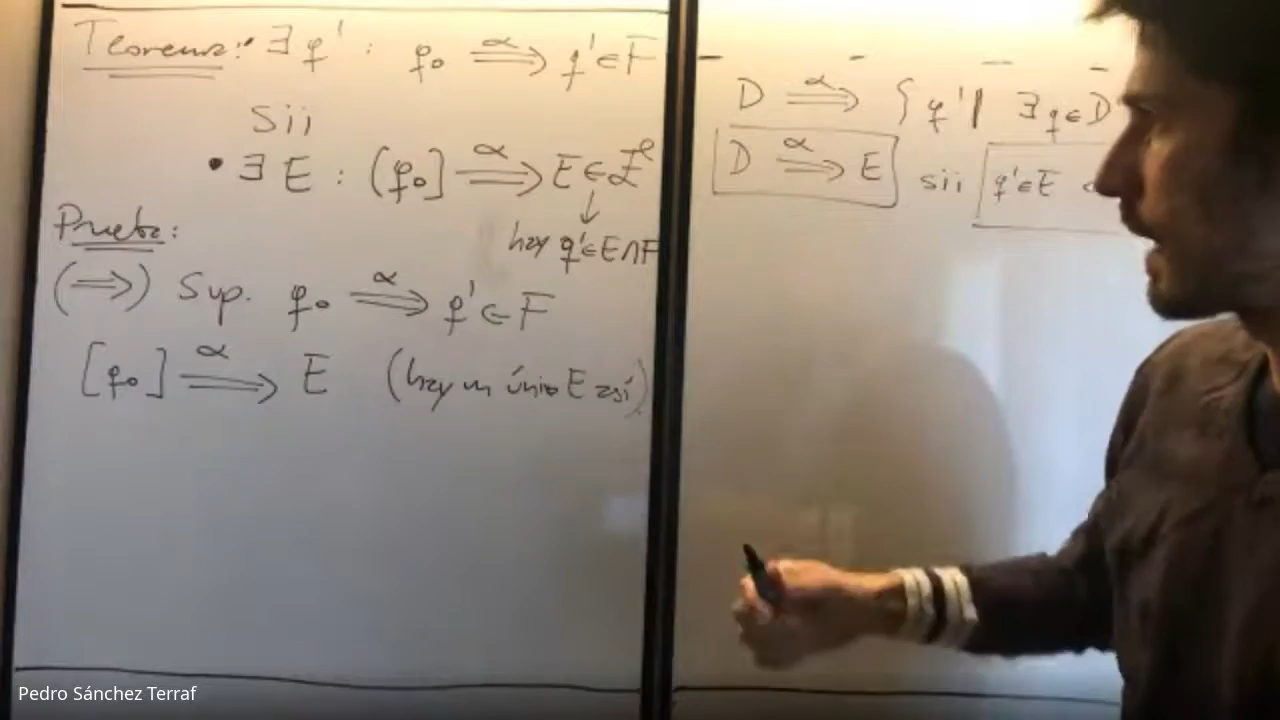 Teorema: • ∃ q' : q₀ ⇒^α q' ∈ F
Sii
• ∃ E : [q₀] ⇒^α E ∈ ℱ
↓
hay q' ∈ E ∩ F
Prueba:
(⇒) Sup. q₀ ⇒^α q' ∈ F
[q₀] ⇒^α E (hay un único E así)
D ⇒^α { q' | ∃ q ∈ D
D ⇒^α E sii q' ∈ E
Pedro Sánchez Terraf